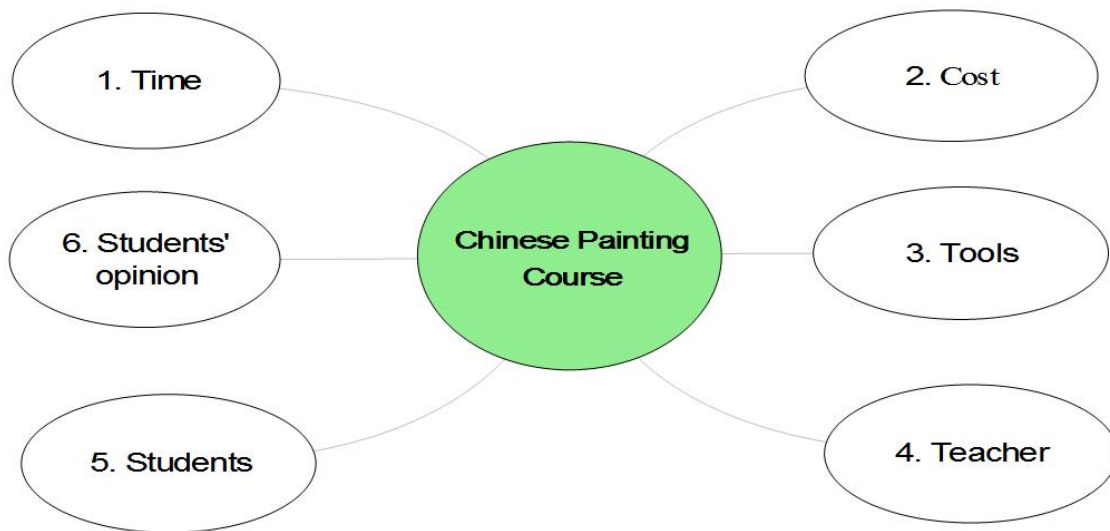 1. Time
2. Cost
Chinese Painting
Course
6. Students'
opinion
3. Tools
5. Students
4. Teacher